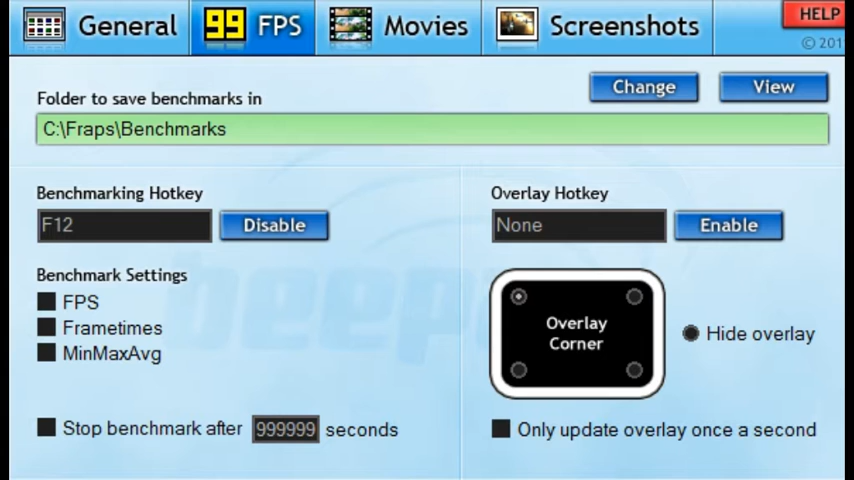 General 99 FPS Movies Screenshots HELP
© 201
Folder to save benchmarks in Change View
C:\Fraps\Benchmarks
Benchmarking Hotkey
F12 Disable
Benchmark Settings
FPS
Frametimes
MinMaxAvg
Stop benchmark after 999999 seconds
Overlay Hotkey
None Enable
Overlay
Corner
Hide overlay
Only update overlay once a second